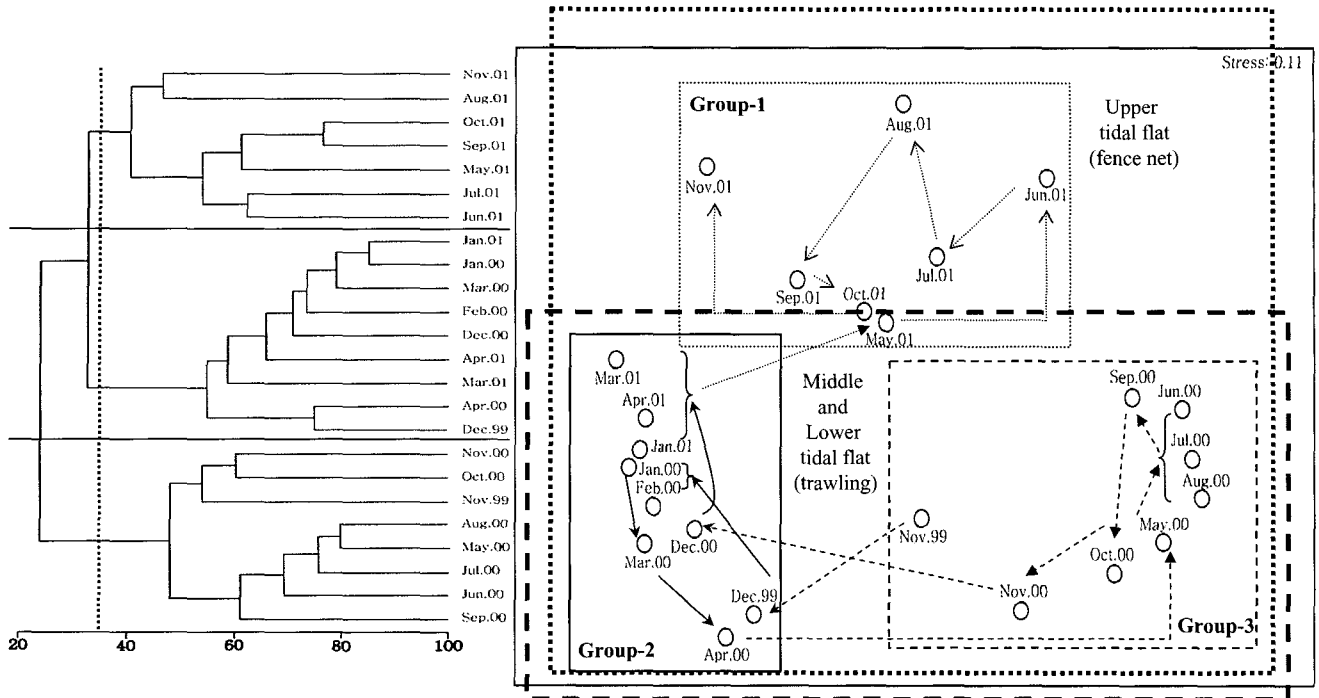 Nov.01
Aug.01
Oct.01
Sep.01
May.01
Jul.01
Jun.01
Jan.01
Jan.00
Mar.00
Feb.00
Dec.00
Apr.01
Mar.01
Apr.00
Dec.99
Nov.00
Oct.00
Nov.99
Aug.00
May.00
Jul.00
Jun.00
Sep.00
20 40 60 80 100
Stress: 0.11
Group-1
Upper
tidal flat
(fence net)
Aug.01
Nov.01
Jun.01
Jul.01
Sep.01
Oct.01
May.01
Middle
and
Lower
tidal flat
(trawling)
Mar.01
Apr.01
Jan.01
Jan.00
Feb.00
Dec.00
Mar.00
Dec.99
Apr.00
Group-2
Sep.00
Jun.00
Jul.00
Aug.00
May.00
Nov.99
Oct.00
Nov.00
Group-3